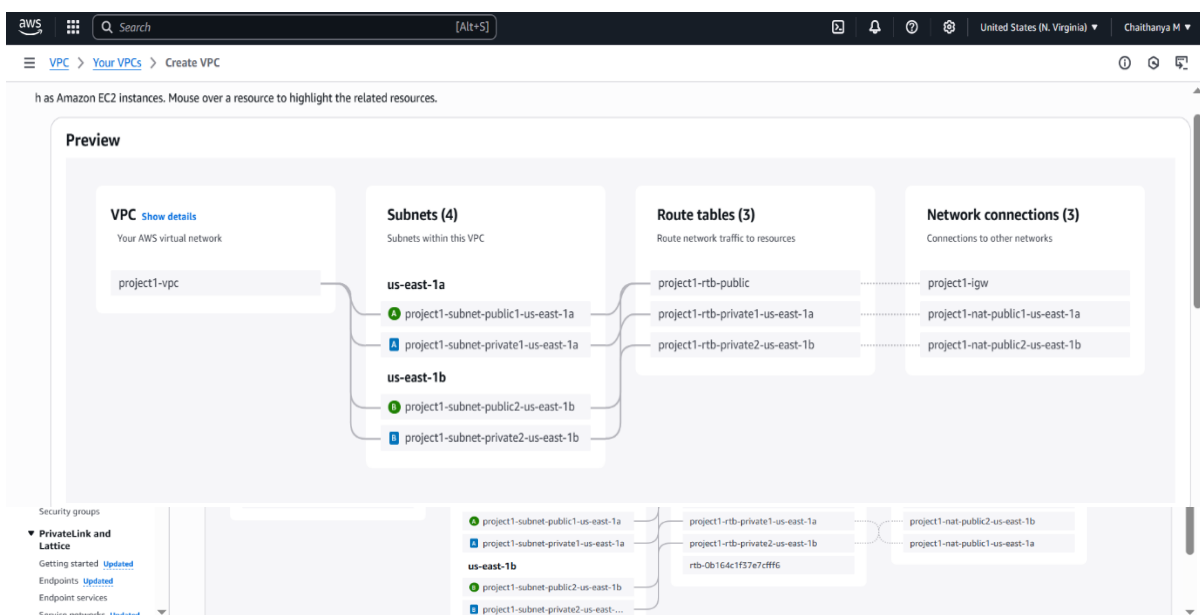 aws
Search [Alt+S] United States (N. Virginia) ▼ Chaithanya M ▼
VPC > Your VPCs > Create VPC
h as Amazon EC2 instances. Mouse over a resource to highlight the related resources.
Preview
VPC Show details
Your AWS virtual network
project1-vpc
Subnets (4)
Subnets within this VPC
us-east-1a
A project1-subnet-public1-us-east-1a
A project1-subnet-private1-us-east-1a
us-east-1b
B project1-subnet-public2-us-east-1b
B project1-subnet-private2-us-east-1b
Route tables (3)
Route network traffic to resources
project1-rtb-public
project1-rtb-private1-us-east-1a
project1-rtb-private2-us-east-1b
Network connections (3)
Connections to other networks
project1-igw
project1-nat-public1-us-east-1a
project1-nat-public2-us-east-1b
Security groups
▼ PrivateLink and
Lattice
Getting started Updated
Endpoints Updated
Endpoint services
Service networks Updated
A project1-subnet-public1-us-east-1a
A project1-subnet-private1-us-east-1a
us-east-1b
B project1-subnet-public2-us-east-1b
B project1-subnet-private2-us-east-...
project1-rtb-private1-us-east-1a
project1-rtb-private2-us-east-1b
rtb-0b164c1f37e7cfff6
project1-nat-public2-us-east-1b
project1-nat-public1-us-east-1a